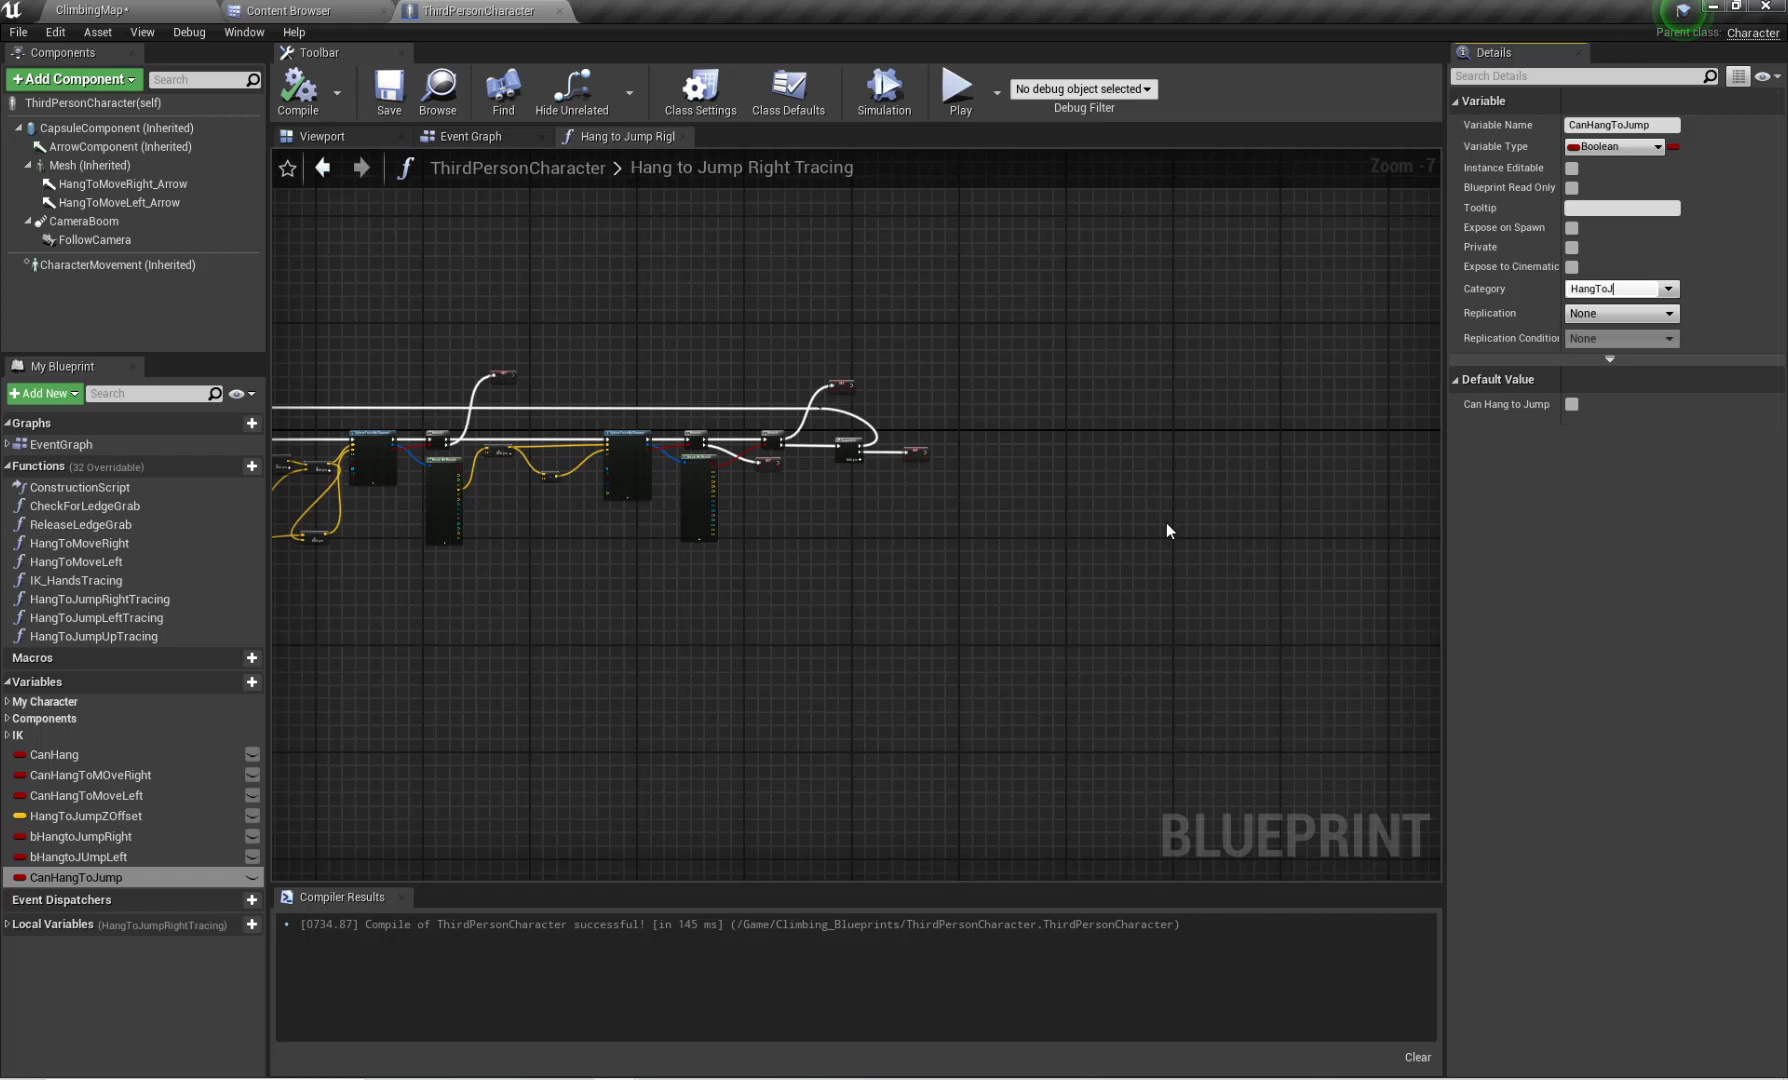 ClimbingMap*
Content Browser
ThirdPersonCharacter
File Edit Asset View Debug Window Help
Parent class: Character
Components
+Add Component
Search
ThirdPersonCharacter(self)
CapsuleComponent (Inherited)
ArrowComponent (Inherited)
Mesh (Inherited)
HangToMoveRight_Arrow
HangToMoveLeft_Arrow
CameraBoom
FollowCamera
CharacterMovement (Inherited)
My Blueprint
+Add New
Search
Graphs
EventGraph
Functions (32 Overridable)
ConstructionScript
CheckForLedgeGrab
ReleaseLedgeGrab
HangToMoveRight
HangToMoveLeft
IK_HandsTracing
HangToJumpRightTracing
HangToJumpLeftTracing
HangToJumpUpTracing
Macros
Variables
My Character
Components
IK
CanHang
CanHangToMOveRight
CanHangToMoveLeft
HangToJumpZOffset
bHangtoJumpRight
bHangtoJUmpLeft
CanHangToJump
Event Dispatchers
Local Variables (HangToJumpRightTracing)
Toolbar
Compile
Save
Browse
Find
Hide Unrelated
Class Settings
Class Defaults
Simulation
Play
No debug object selected
Debug Filter
Viewport
Event Graph
Hang to Jump Rigl
ThirdPersonCharacter > Hang to Jump Right Tracing
Zoom -7
BLUEPRINT
Compiler Results
[0734.87] Compile of ThirdPersonCharacter successful! [in 145 ms] (/Game/Climbing_Blueprints/ThirdPersonCharacter.ThirdPersonCharacter)
Clear
Details
Search Details
Variable
Variable Name CanHangToJump
Variable Type Boolean
Instance Editable
Blueprint Read Only
Tooltip
Expose on Spawn
Private
Expose to Cinematic
Category HangToJ
Replication None
Replication Condition None
Default Value
Can Hang to Jump